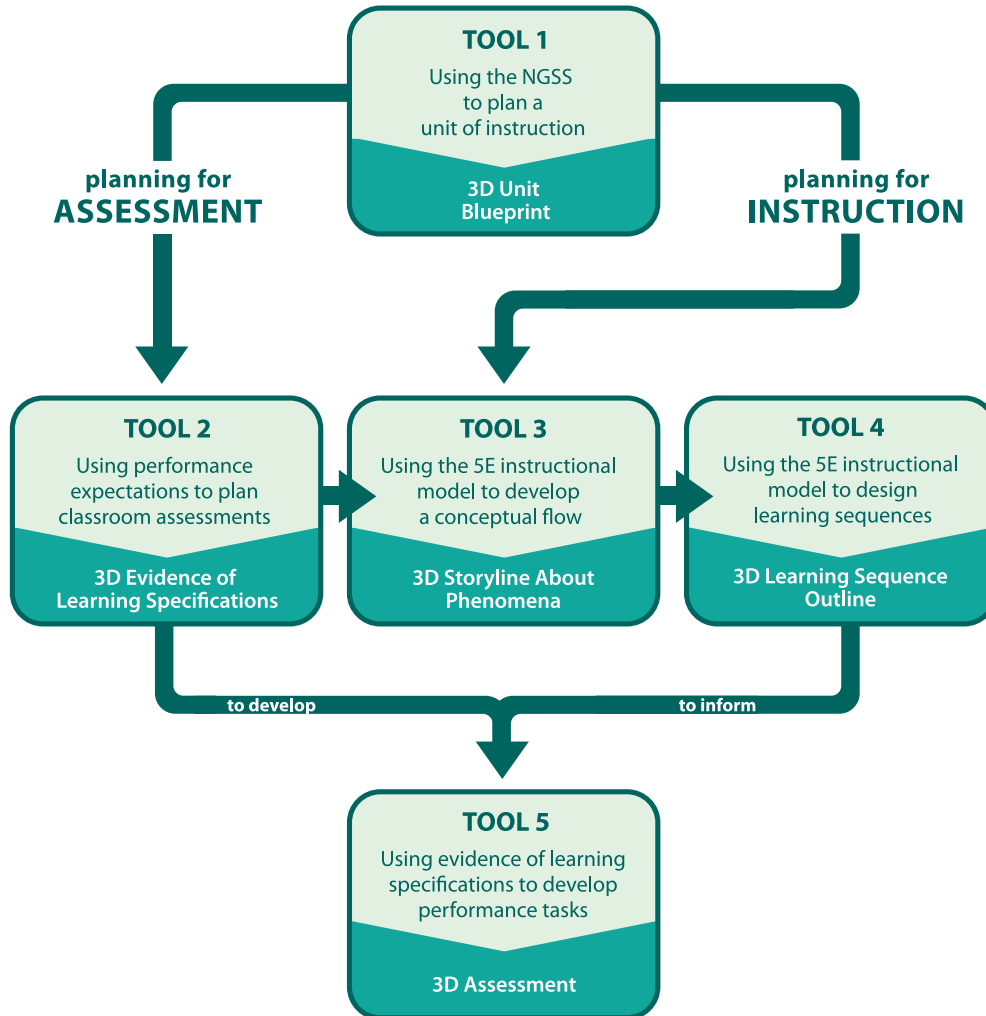 TOOL 1
Using the NGSS
to plan a
unit of instruction
3D Unit
Blueprint
planning for
ASSESSMENT
planning for
INSTRUCTION
TOOL 2
Using performance
expectations to plan
classroom assessments
3D Evidence of
Learning Specifications
TOOL 3
Using the 5E instructional
model to develop
a conceptual flow
3D Storyline About
Phenomena
TOOL 4
Using the 5E instructional
model to design
learning sequences
3D Learning Sequence
Outline
to develop
to inform
TOOL 5
Using evidence of learning
specifications to develop
performance tasks
3D Assessment